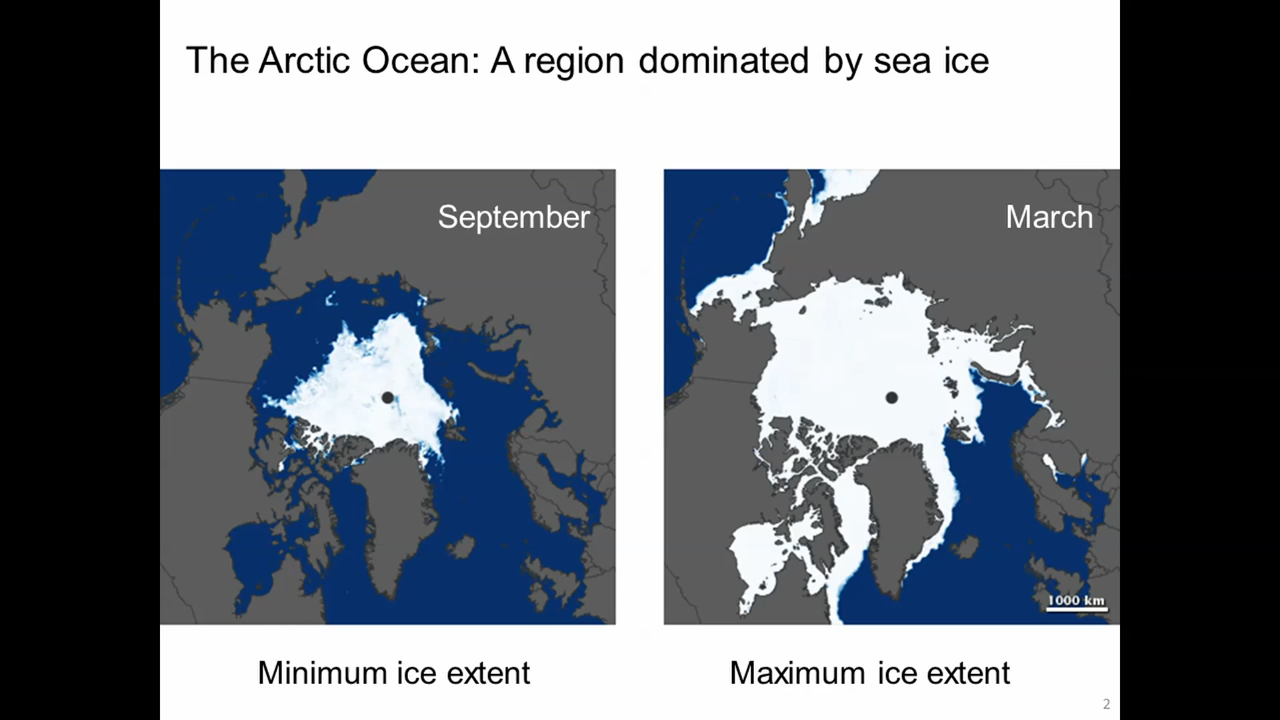 The Arctic Ocean: A region dominated by sea ice
September
March
1000 km
Minimum ice extent
Maximum ice extent
2